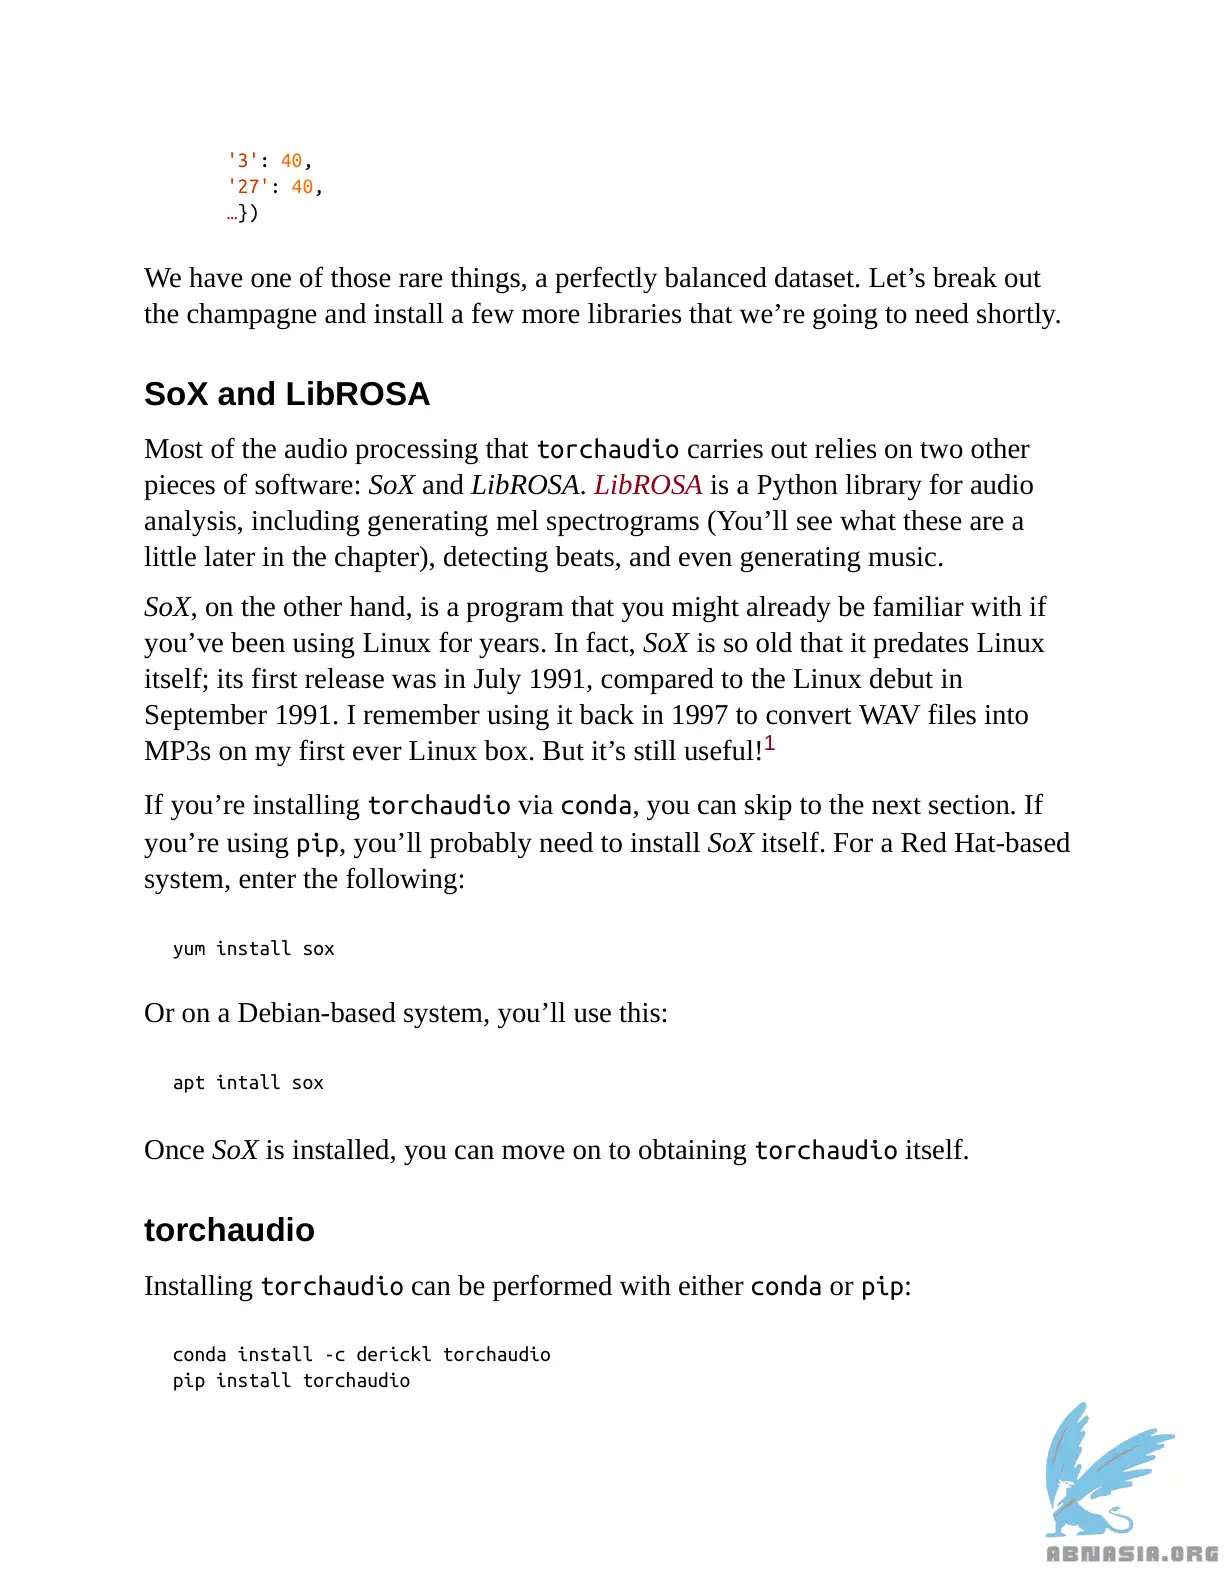 '3': 40,
'27': 40,
…})
We have one of those rare things, a perfectly balanced dataset. Let’s break out
the champagne and install a few more libraries that we’re going to need shortly.
SoX and LibROSA
Most of the audio processing that torchaudio carries out relies on two other
pieces of software: SoX and LibROSA. LibROSA is a Python library for audio
analysis, including generating mel spectrograms (You’ll see what these are a
little later in the chapter), detecting beats, and even generating music.
SoX, on the other hand, is a program that you might already be familiar with if
you’ve been using Linux for years. In fact, SoX is so old that it predates Linux
itself; its first release was in July 1991, compared to the Linux debut in
September 1991. I remember using it back in 1997 to convert WAV files into
MP3s on my first ever Linux box. But it’s still useful!1
If you’re installing torchaudio via conda, you can skip to the next section. If
you’re using pip, you’ll probably need to install SoX itself. For a Red Hat-based
system, enter the following:
yum install sox
Or on a Debian-based system, you’ll use this:
apt intall sox
Once SoX is installed, you can move on to obtaining torchaudio itself.
torchaudio
Installing torchaudio can be performed with either conda or pip:
conda install -c derickl torchaudio
pip install torchaudio
ABNASIA.ORG